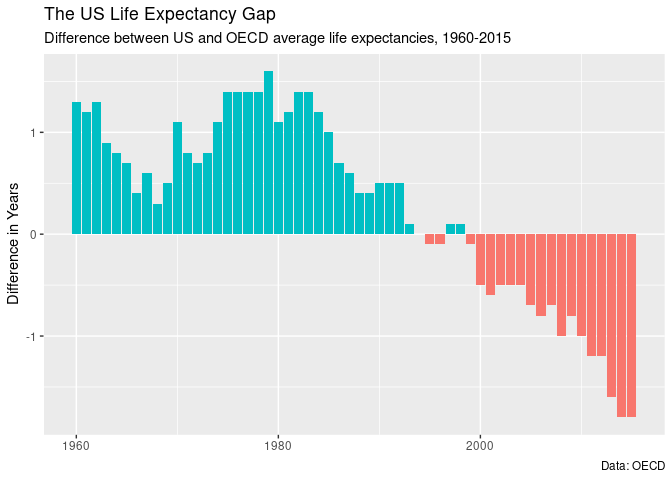 The US Life Expectancy Gap
Difference between US and OECD average life expectancies, 1960-2015
Difference in Years
1
0
-1
1960 1980 2000
Data: OECD